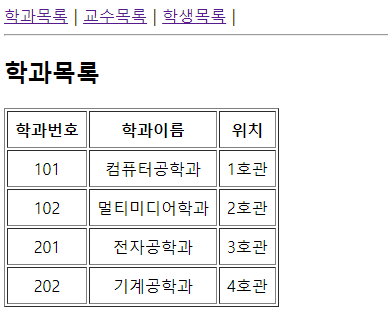 학과목록 | 교수목록 | 학생목록 |
학과목록
학과번호 학과이름 위치
101 컴퓨터공학과 1호관
102 멀티미디어학과 2호관
201 전자공학과 3호관
202 기계공학과 4호관